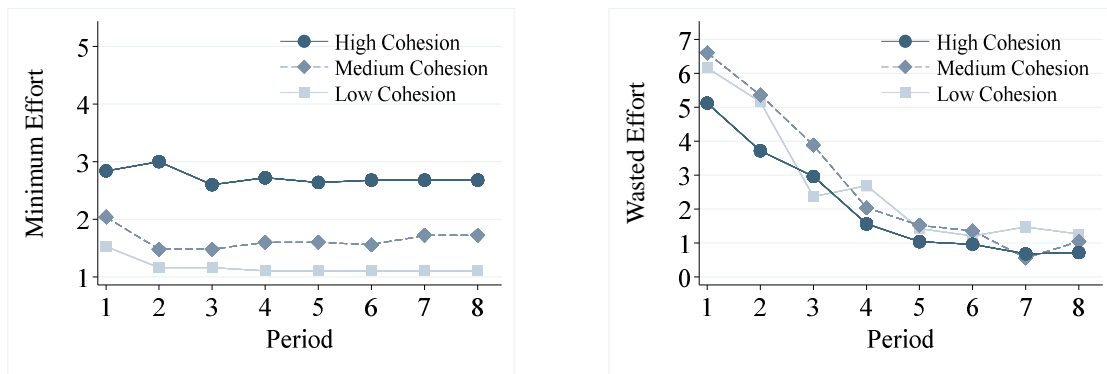 High Cohesion
Medium Cohesion
Low Cohesion
Minimum Effort
5
4
3
2
1
1 2 3 4 5 6 7 8
Period
High Cohesion
Medium Cohesion
Low Cohesion
Wasted Effort
7
6
5
4
3
2
1
0
1 2 3 4 5 6 7 8
Period